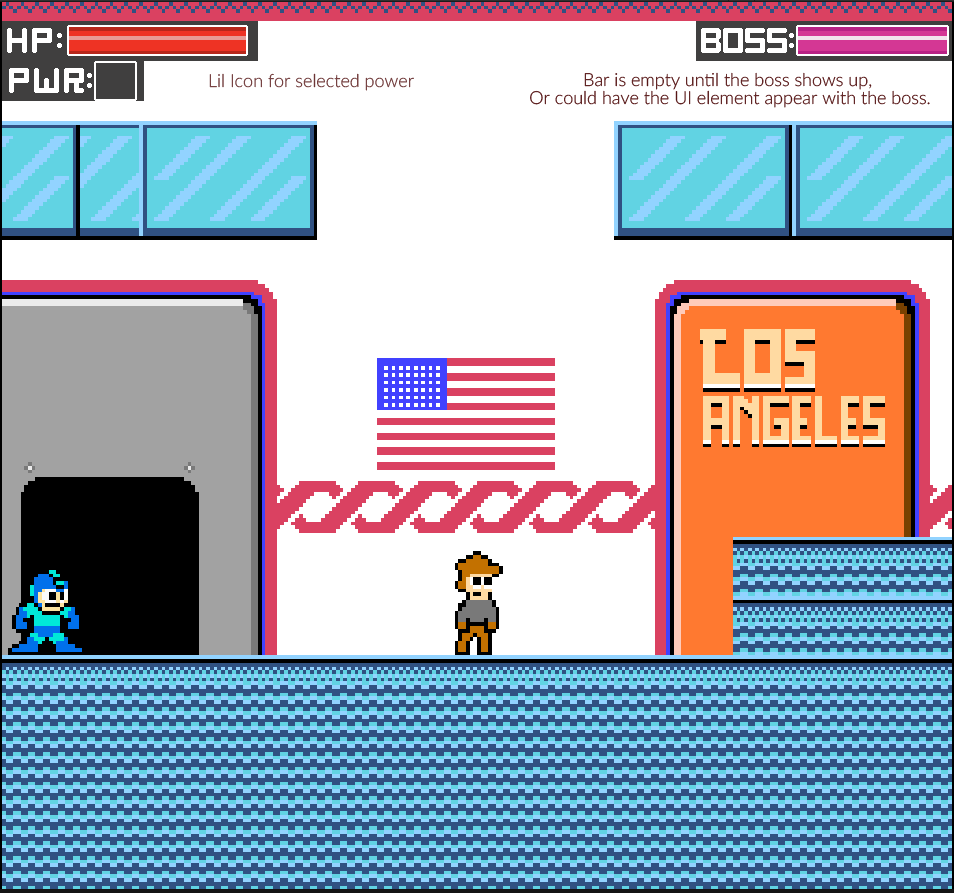 HP:
BOSS:
PWR:
Lil Icon for selected power
Bar is empty until the boss shows up,
Or could have the UI element appear with the boss.
LOS
ANGELES